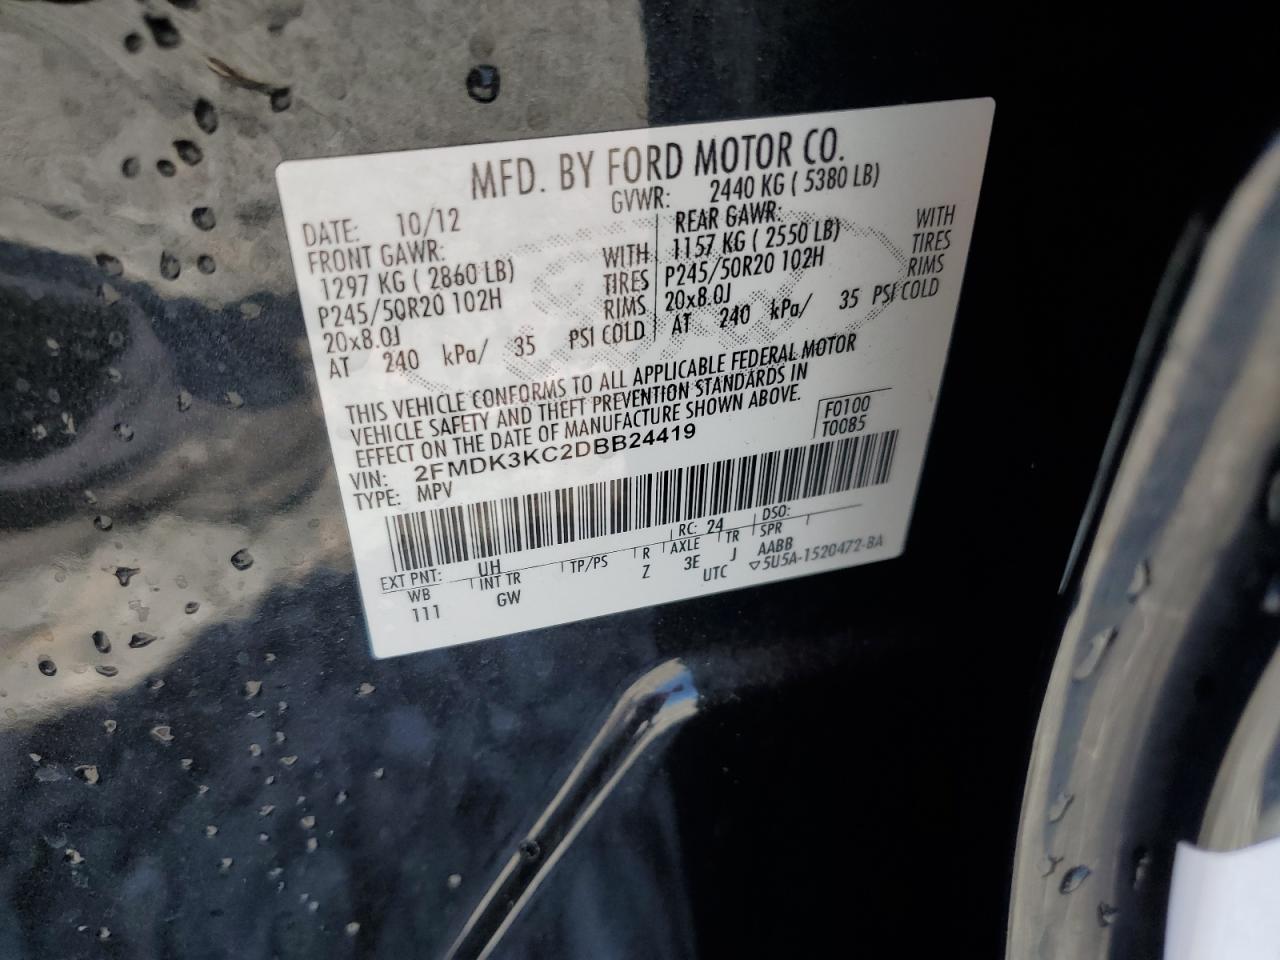 MFD. BY FORD MOTOR CO.
DATE: 10/12 GVWR: 2440 KG ( 5380 LB)
FRONT GAWR: REAR GAWR:
1297 KG ( 2860 LB) WITH 1157 KG ( 2550 LB) WITH
P245/50R20 102H TIRES P245/50R20 102H TIRES
20x8.0J RIMS 20x8.0J RIMS
AT 240 kPa/ 35 PSI COLD AT 240 kPa/ 35 PSI COLD
THIS VEHICLE CONFORMS TO ALL APPLICABLE FEDERAL MOTOR
VEHICLE SAFETY AND THEFT PREVENTION STANDARDS IN
EFFECT ON THE DATE OF MANUFACTURE SHOWN ABOVE.
VIN: 2FMDK3KC2DBB24419 F0100
TYPE: MPV T0085
EXT PNT: UH RC: 24 DSO:
WB INT TR TP/PS R AXLE TR SPR
111 GW Z 3E J AABB
UTC ▽5U5A-1520472-BA